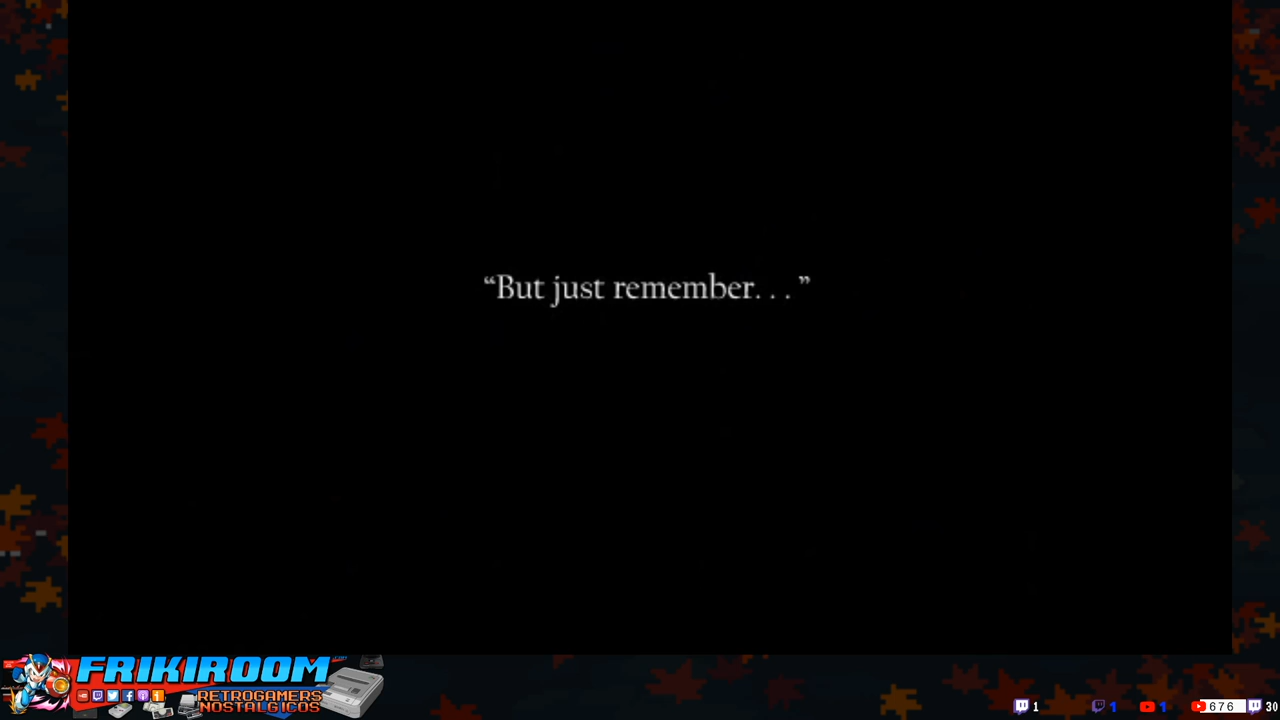 “But just remember. . . ”
FRIKIROOM
RETROGAMERS
NOSTALGICOS
1
1
1
676
30